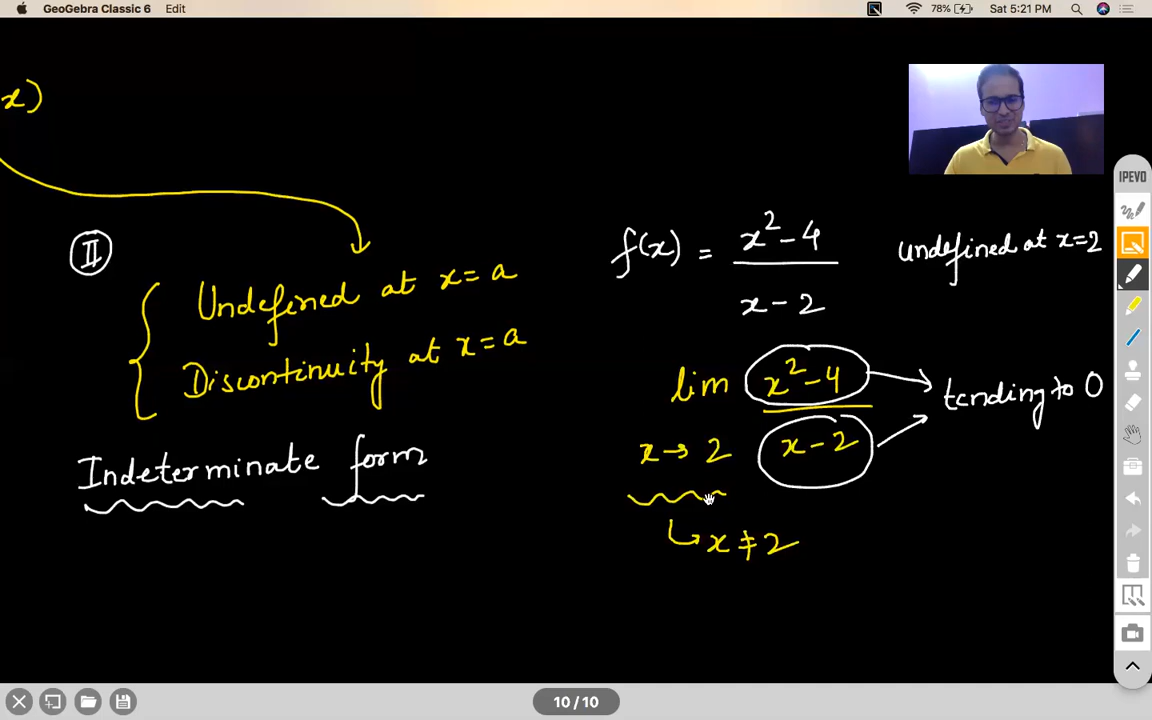 GeoGebra Classic 6 Edit 78% Sat 5:21 PM
x)
II
Undefined at x=a
Discontinuity at x=a
Indeterminate form
f(x) = x²-4 / x-2
undefined at x=2
lim x→2 x²-4 / x-2
tending to 0
x ≠ 2
IPEVO
10 / 10